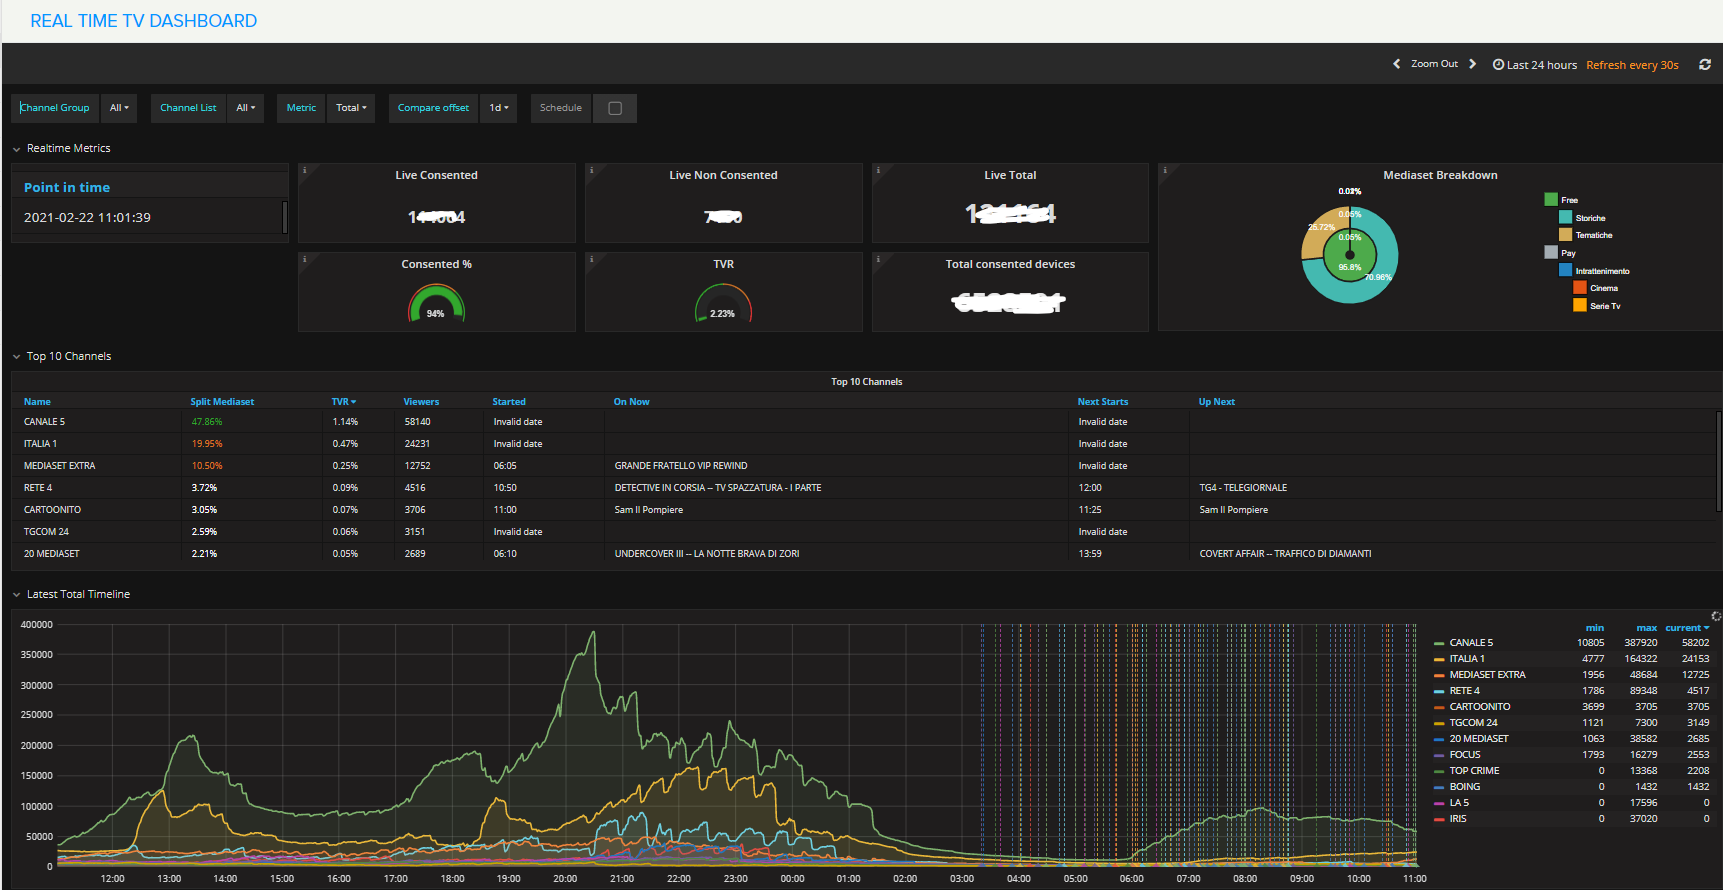 REAL TIME TV DASHBOARD
Zoom Out Last 24 hours Refresh every 30s
Channel Group All Channel List All Metric Total Compare offset 1d Schedule
Realtime Metrics
Point in time
2021-02-22 11:01:39
Live Consented
Live Non Consented
Live Total
Consented %
94%
TVR
2.23%
Total consented devices
Mediaset Breakdown
0.05%
25.72%
0.05%
95.8%
70.96%
Free
Storiche
Tematiche
Pay
Intrattenimento
Cinema
Serie Tv
Top 10 Channels
Top 10 Channels
Name Split Mediaset TVR Viewers Started On Now Next Starts Up Next
CANALE 5 47.86% 1.14% 58140 Invalid date Invalid date
ITALIA 1 19.95% 0.47% 24231 Invalid date Invalid date
MEDIASET EXTRA 10.50% 0.25% 12752 06:05 GRANDE FRATELLO VIP REWIND Invalid date
RETE 4 3.72% 0.09% 4516 10:50 DETECTIVE IN CORSIA -- TV SPAZZATURA - I PARTE 12:00 TG4 - TELEGIORNALE
CARTOONITO 3.05% 0.07% 3706 11:00 Sam Il Pompiere 11:25 Sam Il Pompiere
TGCOM 24 2.59% 0.06% 3151 Invalid date Invalid date
20 MEDIASET 2.21% 0.05% 2689 06:10 UNDERCOVER III -- LA NOTTE BRAVA DI ZORI 13:59 COVERT AFFAIR -- TRAFFICO DI DIAMANTI
Latest Total Timeline
400000
350000
300000
250000
200000
150000
100000
50000
0
12:00 13:00 14:00 15:00 16:00 17:00 18:00 19:00 20:00 21:00 22:00 23:00 00:00 01:00 02:00 03:00 04:00 05:00 06:00 07:00 08:00 09:00 10:00 11:00
min max current
CANALE 5 10805 387920 58202
ITALIA 1 4777 164322 24153
MEDIASET EXTRA 1956 48684 12725
RETE 4 1786 89348 4517
CARTOONITO 3699 3705 3705
TGCOM 24 1121 7300 3149
20 MEDIASET 1063 38582 2685
FOCUS 1793 16279 2553
TOP CRIME 0 13368 2208
BOING 0 1432 1432
LA 5 0 17596 0
IRIS 0 37020 0